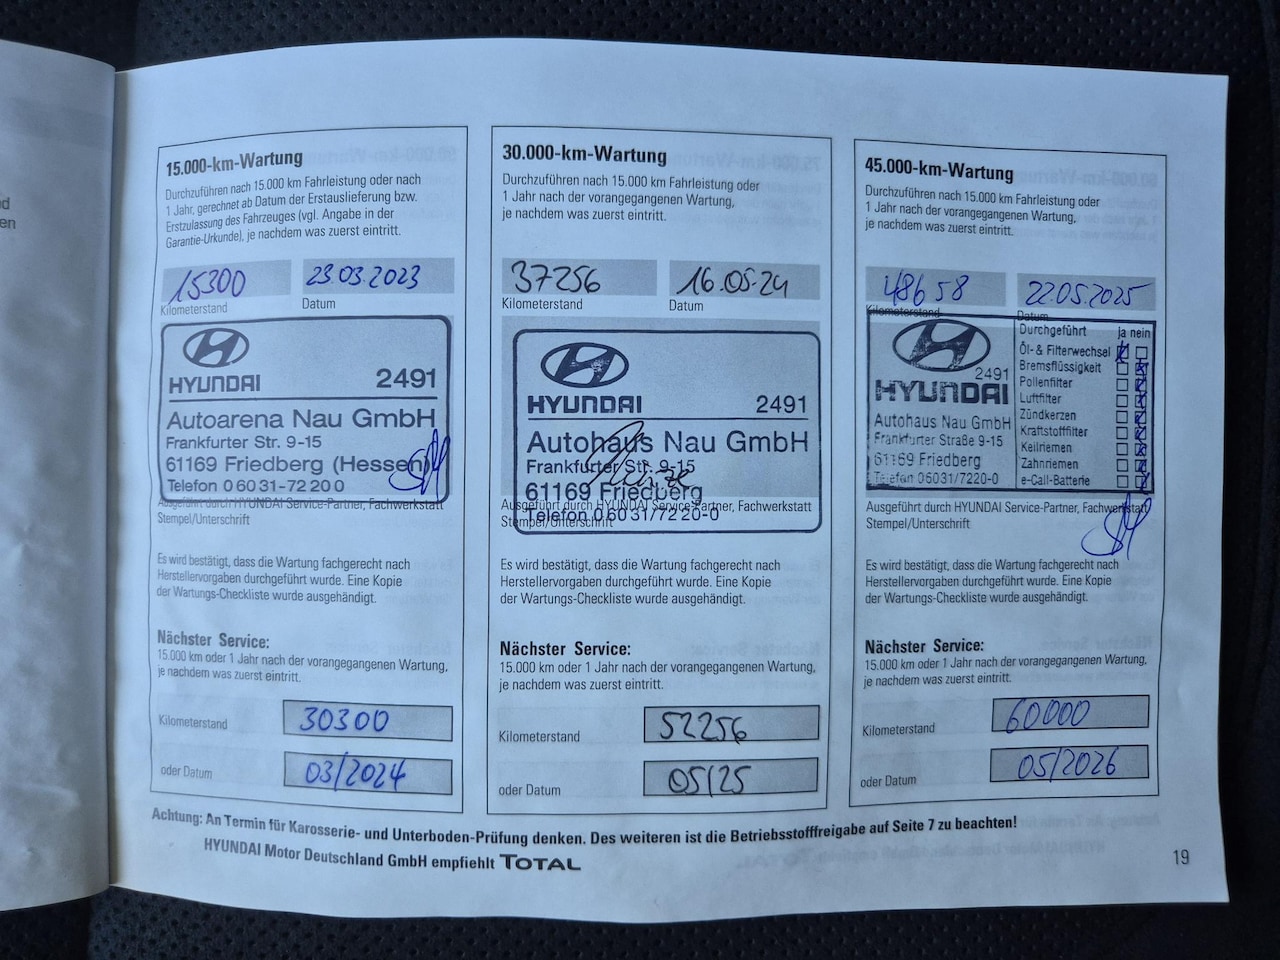 15.000-km-Wartung
Durchzuführen nach 15.000 km Fahrleistung oder nach
1 Jahr, gerechnet ab Datum der Erstauslieferung bzw.
Erstzulassung des Fahrzeuges (vgl. Angabe in der
Garantie-Urkunde), je nachdem was zuerst eintritt.
15300 23.03.2023
Kilometerstand Datum
HYUNDAI 2491
Autoarena Nau GmbH
Frankfurter Str. 9-15
61169 Friedberg (Hessen)
Telefon 0 60 31-72 20 0
Ausgeführt durch HYUNDAI Service-Partner, Fachwerkstatt
Stempel/Unterschrift
Es wird bestätigt, dass die Wartung fachgerecht nach
Herstellervorgaben durchgeführt wurde. Eine Kopie
der Wartungs-Checkliste wurde ausgehändigt.
Nächster Service:
15.000 km oder 1 Jahr nach der vorangegangenen Wartung,
je nachdem was zuerst eintritt.
Kilometerstand 30300
oder Datum 03/2024
30.000-km-Wartung
Durchzuführen nach 15.000 km Fahrleistung oder
1 Jahr nach der vorangegangenen Wartung,
je nachdem was zuerst eintritt.
37256 16.05.24
Kilometerstand Datum
HYUNDAI 2491
Autohaus Nau GmbH
Frankfurter Str. 9-15
61169 Friedberg
Ausgeführt durch HYUNDAI Service-Partner, Fachwerkstatt
Telefon 0 60 31/72 20-0
Stempel/Unterschrift
Es wird bestätigt, dass die Wartung fachgerecht nach
Herstellervorgaben durchgeführt wurde. Eine Kopie
der Wartungs-Checkliste wurde ausgehändigt.
Nächster Service:
15.000 km oder 1 Jahr nach der vorangegangenen Wartung,
je nachdem was zuerst eintritt.
Kilometerstand 52256
oder Datum 05/25
45.000-km-Wartung
Durchzuführen nach 15.000 km Fahrleistung oder
1 Jahr nach der vorangegangenen Wartung,
je nachdem was zuerst eintritt.
48658 22.05.2025
Kilometerstand Datum
2491
HYUNDAI
Autohaus Nau GmbH
Frankfurter Straße 9-15
61169 Friedberg
Telefon 06031/7220-0
Durchgeführt ja nein
Öl- & Filterwechsel
Bremsflüssigkeit
Pollenfilter
Luftfilter
Zündkerzen
Kraftstofffilter
Keilriemen
Zahnriemen
e-Call-Batterie
Ausgeführt durch HYUNDAI Service-Partner, Fachwerkstatt
Stempel/Unterschrift
Es wird bestätigt, dass die Wartung fachgerecht nach
Herstellervorgaben durchgeführt wurde. Eine Kopie
der Wartungs-Checkliste wurde ausgehändigt.
Nächster Service:
15.000 km oder 1 Jahr nach der vorangegangenen Wartung,
je nachdem was zuerst eintritt.
Kilometerstand 60000
oder Datum 05/2026
Achtung: An Termin für Karosserie- und Unterboden-Prüfung denken. Des weiteren ist die Betriebsstofffreigabe auf Seite 7 zu beachten!
HYUNDAI Motor Deutschland GmbH empfiehlt TOTAL
19